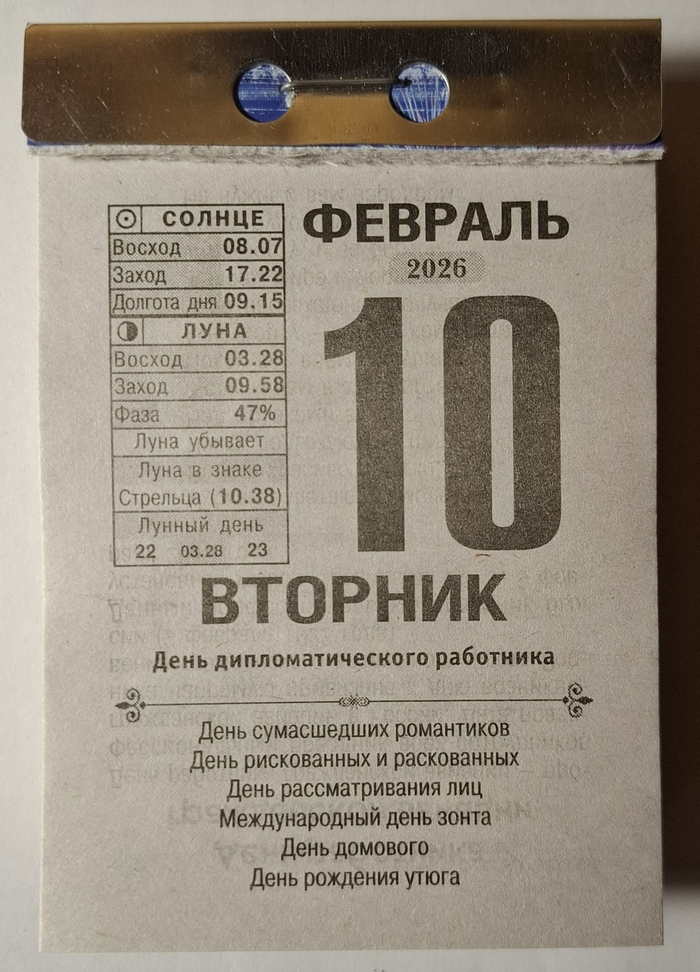 СОЛНЦЕ
Восход 08.07
Заход 17.22
Долгота дня 09.15
ЛУНА
Восход 03.28
Заход 09.58
Фаза 47%
Луна убывает
Луна в знаке
Стрельца (10.38)
Лунный день
22 03.28 23
ФЕВРАЛЬ
2026
10
ВТОРНИК
День дипломатического работника
День сумасшедших романтиков
День рискованных и раскованных
День рассматривания лиц
Международный день зонта
День домового
День рождения утюга